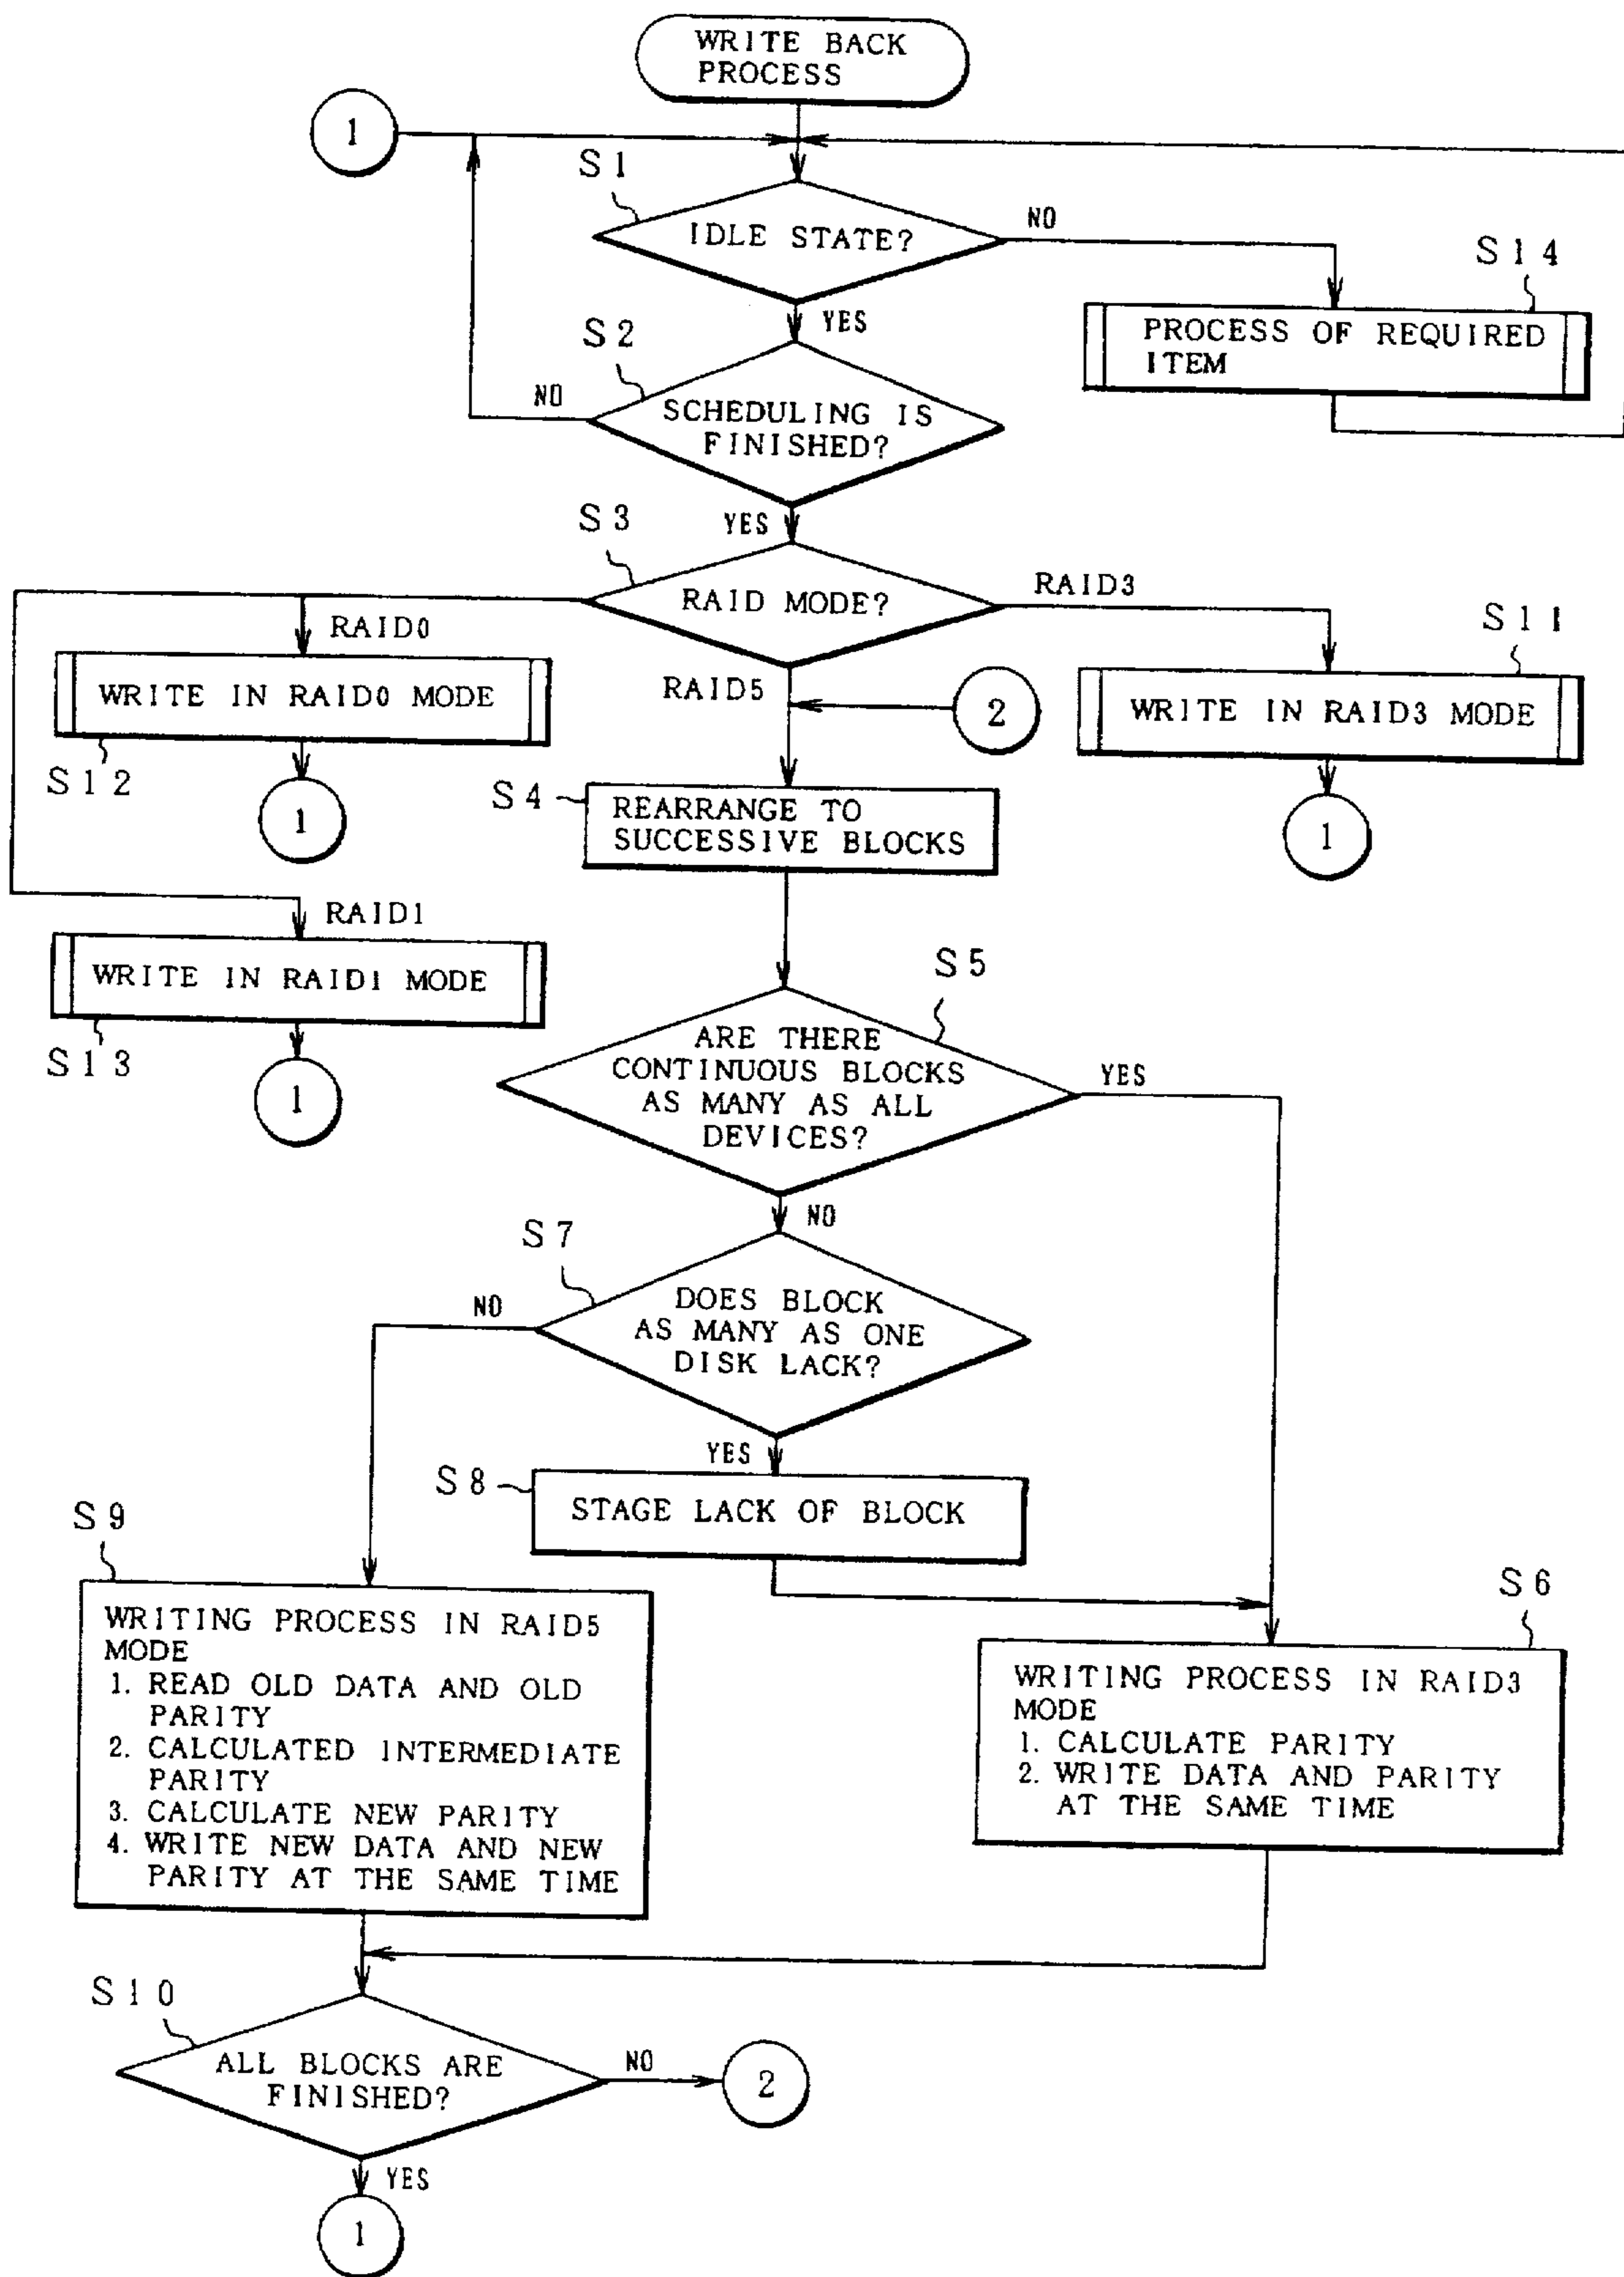 WRITE BACK
PROCESS
1
S1
IDLE STATE?
NO
YES
S14
PROCESS OF REQUIRED
ITEM
S2
NO
SCHEDULING IS
FINISHED?
YES
S3
RAID MODE?
RAID3
RAID0
RAID5
S11
WRITE IN RAID0 MODE
S12
1
2
WRITE IN RAID3 MODE
1
S4
REARRANGE TO
SUCCESSIVE BLOCKS
RAID1
WRITE IN RAID1 MODE
S13
1
S5
ARE THERE
CONTINUOUS BLOCKS
AS MANY AS ALL
DEVICES?
YES
NO
S7
NO
DOES BLOCK
AS MANY AS ONE
DISK LACK?
YES
S8
STAGE LACK OF BLOCK
S9
WRITING PROCESS IN RAID5
MODE
1. READ OLD DATA AND OLD
PARITY
2. CALCULATED INTERMEDIATE
PARITY
3. CALCULATE NEW PARITY
4. WRITE NEW DATA AND NEW
PARITY AT THE SAME TIME
S6
WRITING PROCESS IN RAID3
MODE
1. CALCULATE PARITY
2. WRITE DATA AND PARITY
AT THE SAME TIME
S10
ALL BLOCKS ARE
FINISHED?
NO
2
YES
1